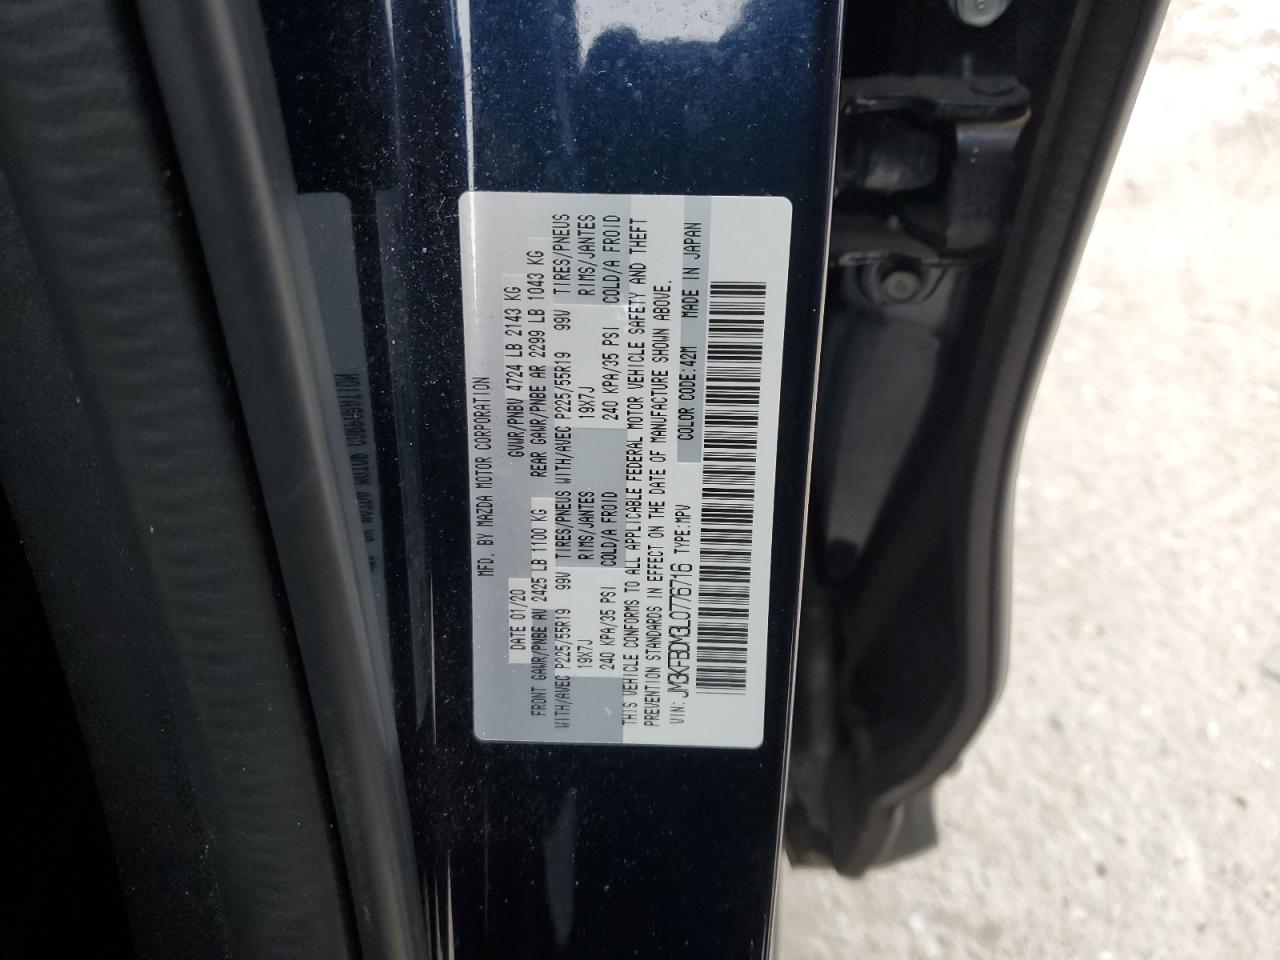 MFD. BY MAZDA MOTOR CORPORATION
DATE 01/20 GVWR/PNBV 4724 LB 2143 KG
FRONT GAWR/PNBE AV 2425 LB 1100 KG REAR GAWR/PNBE AR 2299 LB 1043 KG
WITH/AVEC P225/55R19 99V TIRES/PNEUS WITH/AVEC P225/55R19 99V TIRES/PNEUS
19X7J RIMS/JANTES 19X7J RIMS/JANTES
240 KPA/35 PSI COLD/A FROID 240 KPA/35 PSI COLD/A FROID
THIS VEHICLE CONFORMS TO ALL APPLICABLE FEDERAL MOTOR VEHICLE SAFETY AND THEFT
PREVENTION STANDARDS IN EFFECT ON THE DATE OF MANUFACTURE SHOWN ABOVE.
VIN: JM3KFBDM3L0776716 TYPE:MPV COLOR CODE:42M MADE IN JAPAN